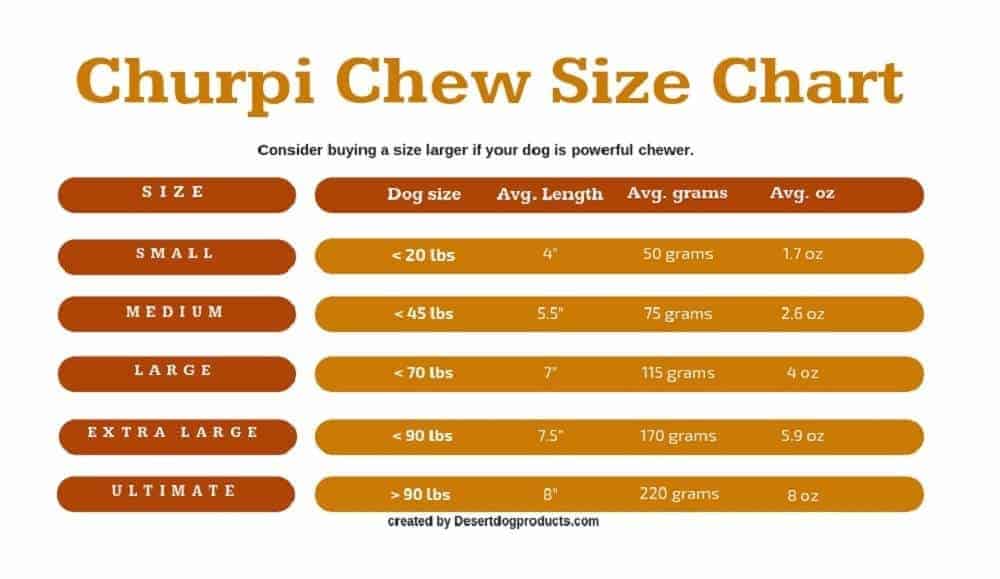 Churpi Chew Size Chart
Consider buying a size larger if your dog is powerful chewer.
SIZE Dog size Avg. Length Avg. grams Avg. oz
SMALL < 20 lbs 4" 50 grams 1.7 oz
MEDIUM < 45 lbs 5.5" 75 grams 2.6 oz
LARGE < 70 lbs 7" 115 grams 4 oz
EXTRA LARGE < 90 lbs 7.5" 170 grams 5.9 oz
ULTIMATE > 90 lbs 8" 220 grams 8 oz
created by Desertdogproducts.com